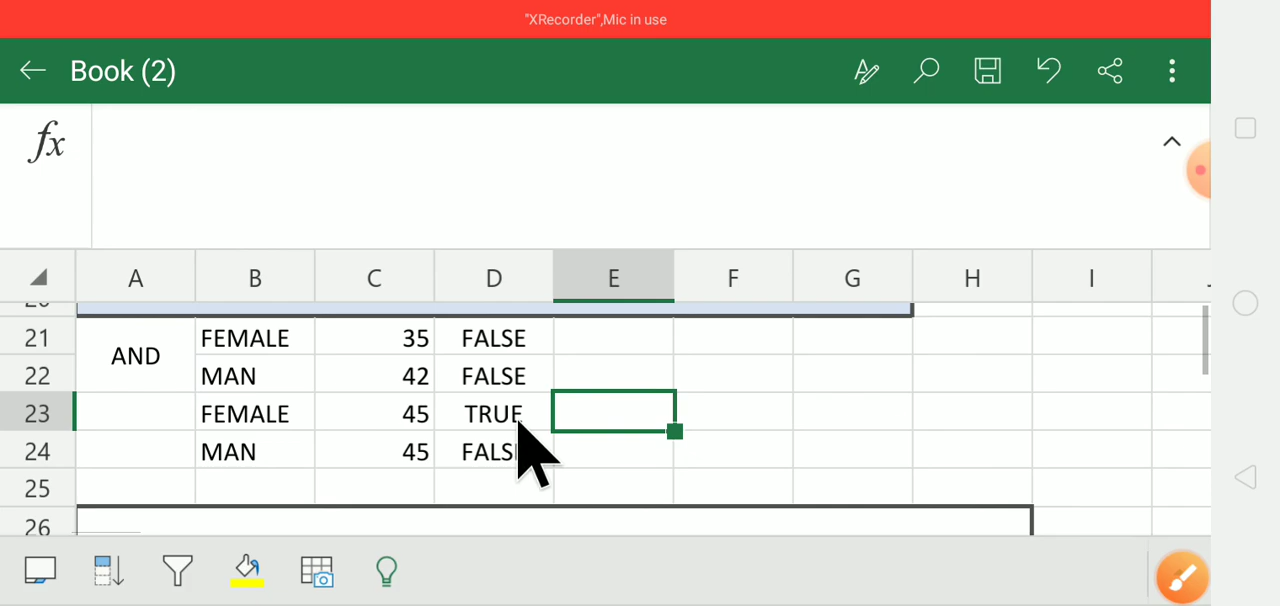 "XRecorder",Mic in use
Book (2)
fx
A B C D E F G H I
21 FEMALE 35 FALSE
AND
22 MAN 42 FALSE
23 FEMALE 45 TRUE
24 MAN 45 FALS
25
26